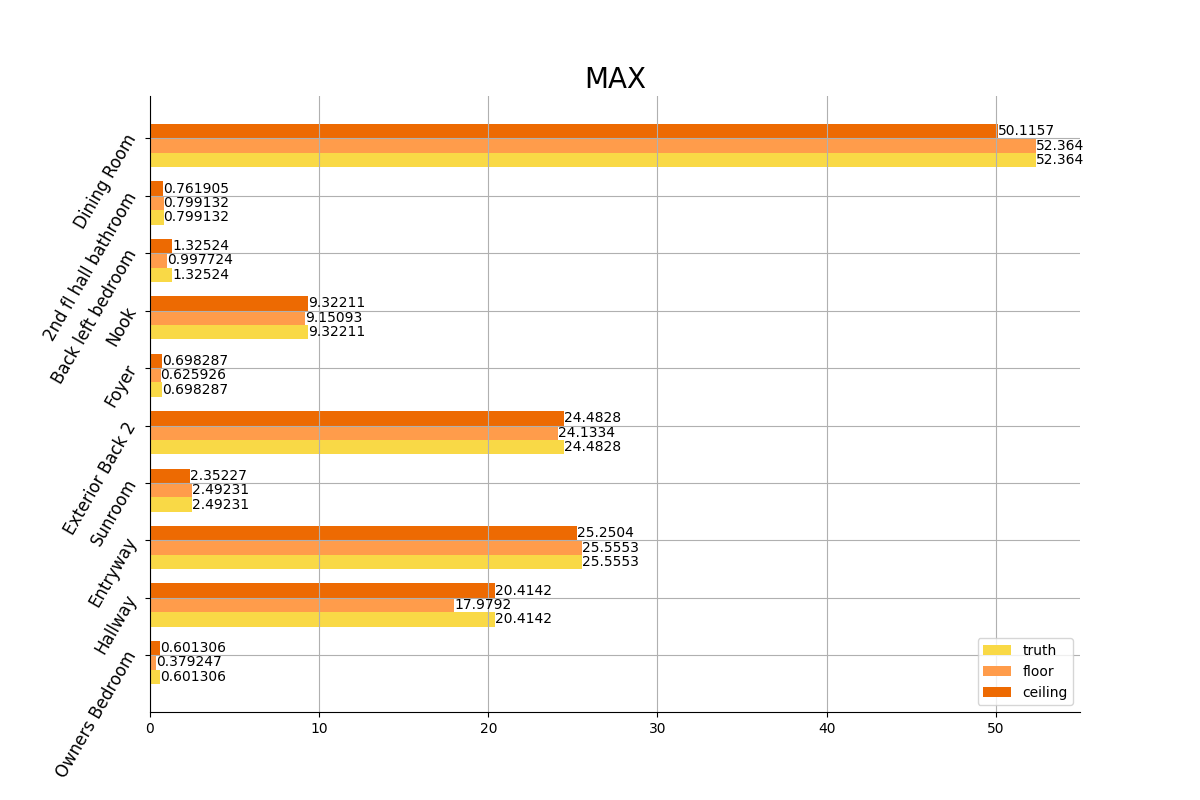 MAX
Dining Room
50.1157
52.364
52.364
2nd fl hall bathroom
0.761905
0.799132
0.799132
Back left bedroom
1.32524
0.997724
1.32524
Nook
9.32211
9.15093
9.32211
Foyer
0.698287
0.625926
0.698287
Exterior Back 2
24.4828
24.1334
24.4828
Sunroom
2.35227
2.49231
2.49231
Entryway
25.2504
25.5553
25.5553
Hallway
20.4142
17.9792
20.4142
Owners Bedroom
0.601306
0.379247
0.601306
truth
floor
ceiling
0 10 20 30 40 50